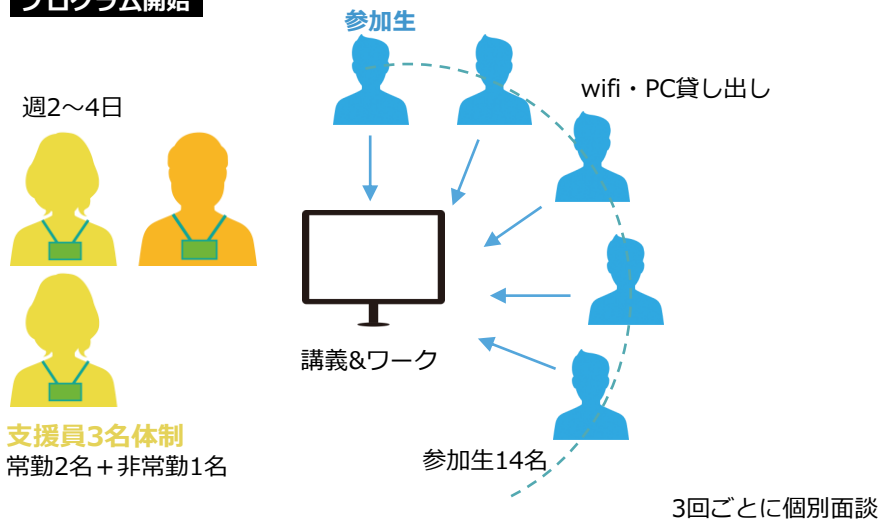 プログラム開始
参加生
wifi・PC貸し出し
週2～4日
講義&ワーク
支援員3名体制
常勤2名＋非常勤1名
参加生14名
3回ごとに個別面談